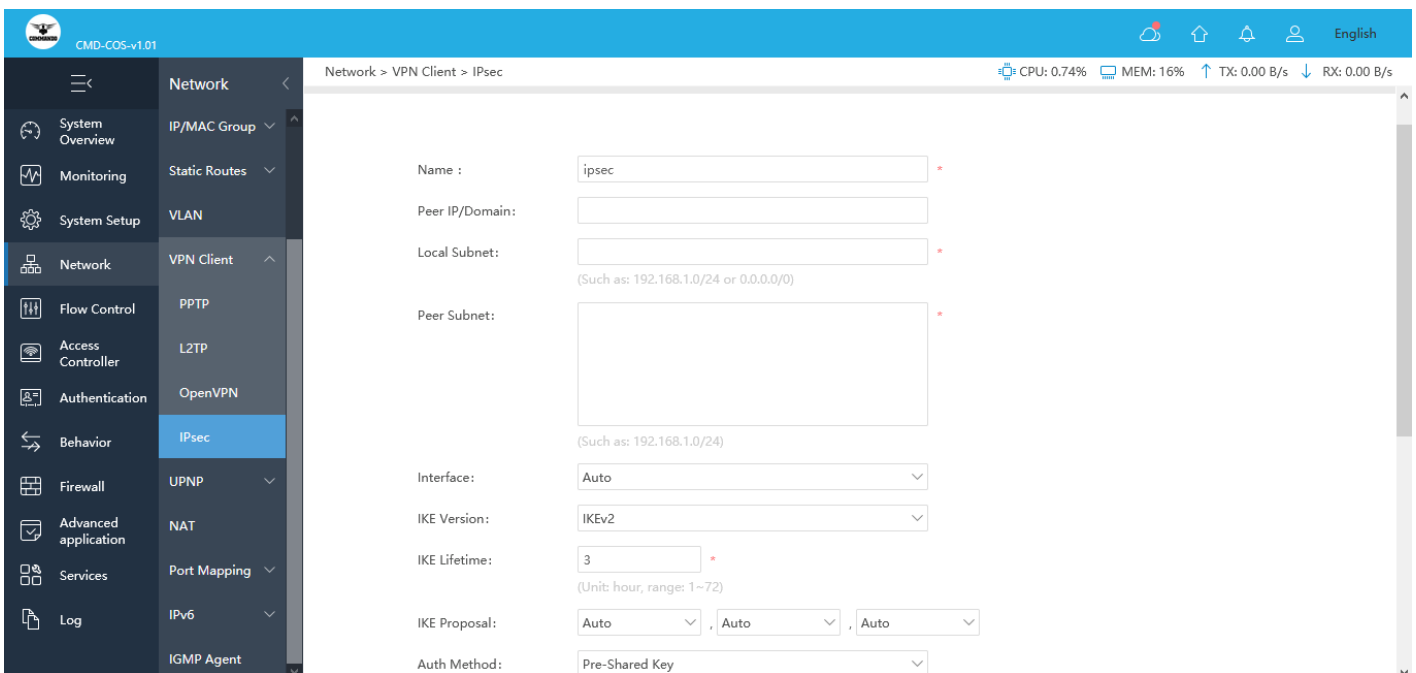 COMMANDO
CMD-COS-v1.01
English
Network
Network > VPN Client > IPsec
CPU: 0.74%
MEM: 16%
TX: 0.00 B/s
RX: 0.00 B/s
System
Overview
Monitoring
System Setup
Network
Flow Control
Access
Controller
Authentication
Behavior
Firewall
Advanced
application
Services
Log
IP/MAC Group
Static Routes
VLAN
VPN Client
PPTP
L2TP
OpenVPN
IPsec
UPNP
NAT
Port Mapping
IPv6
IGMP Agent
Name : ipsec *
Peer IP/Domain:
Local Subnet: *
(Such as: 192.168.1.0/24 or 0.0.0.0/0)
Peer Subnet: *
(Such as: 192.168.1.0/24)
Interface: Auto
IKE Version: IKEv2
IKE Lifetime: 3 *
(Unit: hour, range: 1~72)
IKE Proposal: Auto , Auto , Auto
Auth Method: Pre-Shared Key